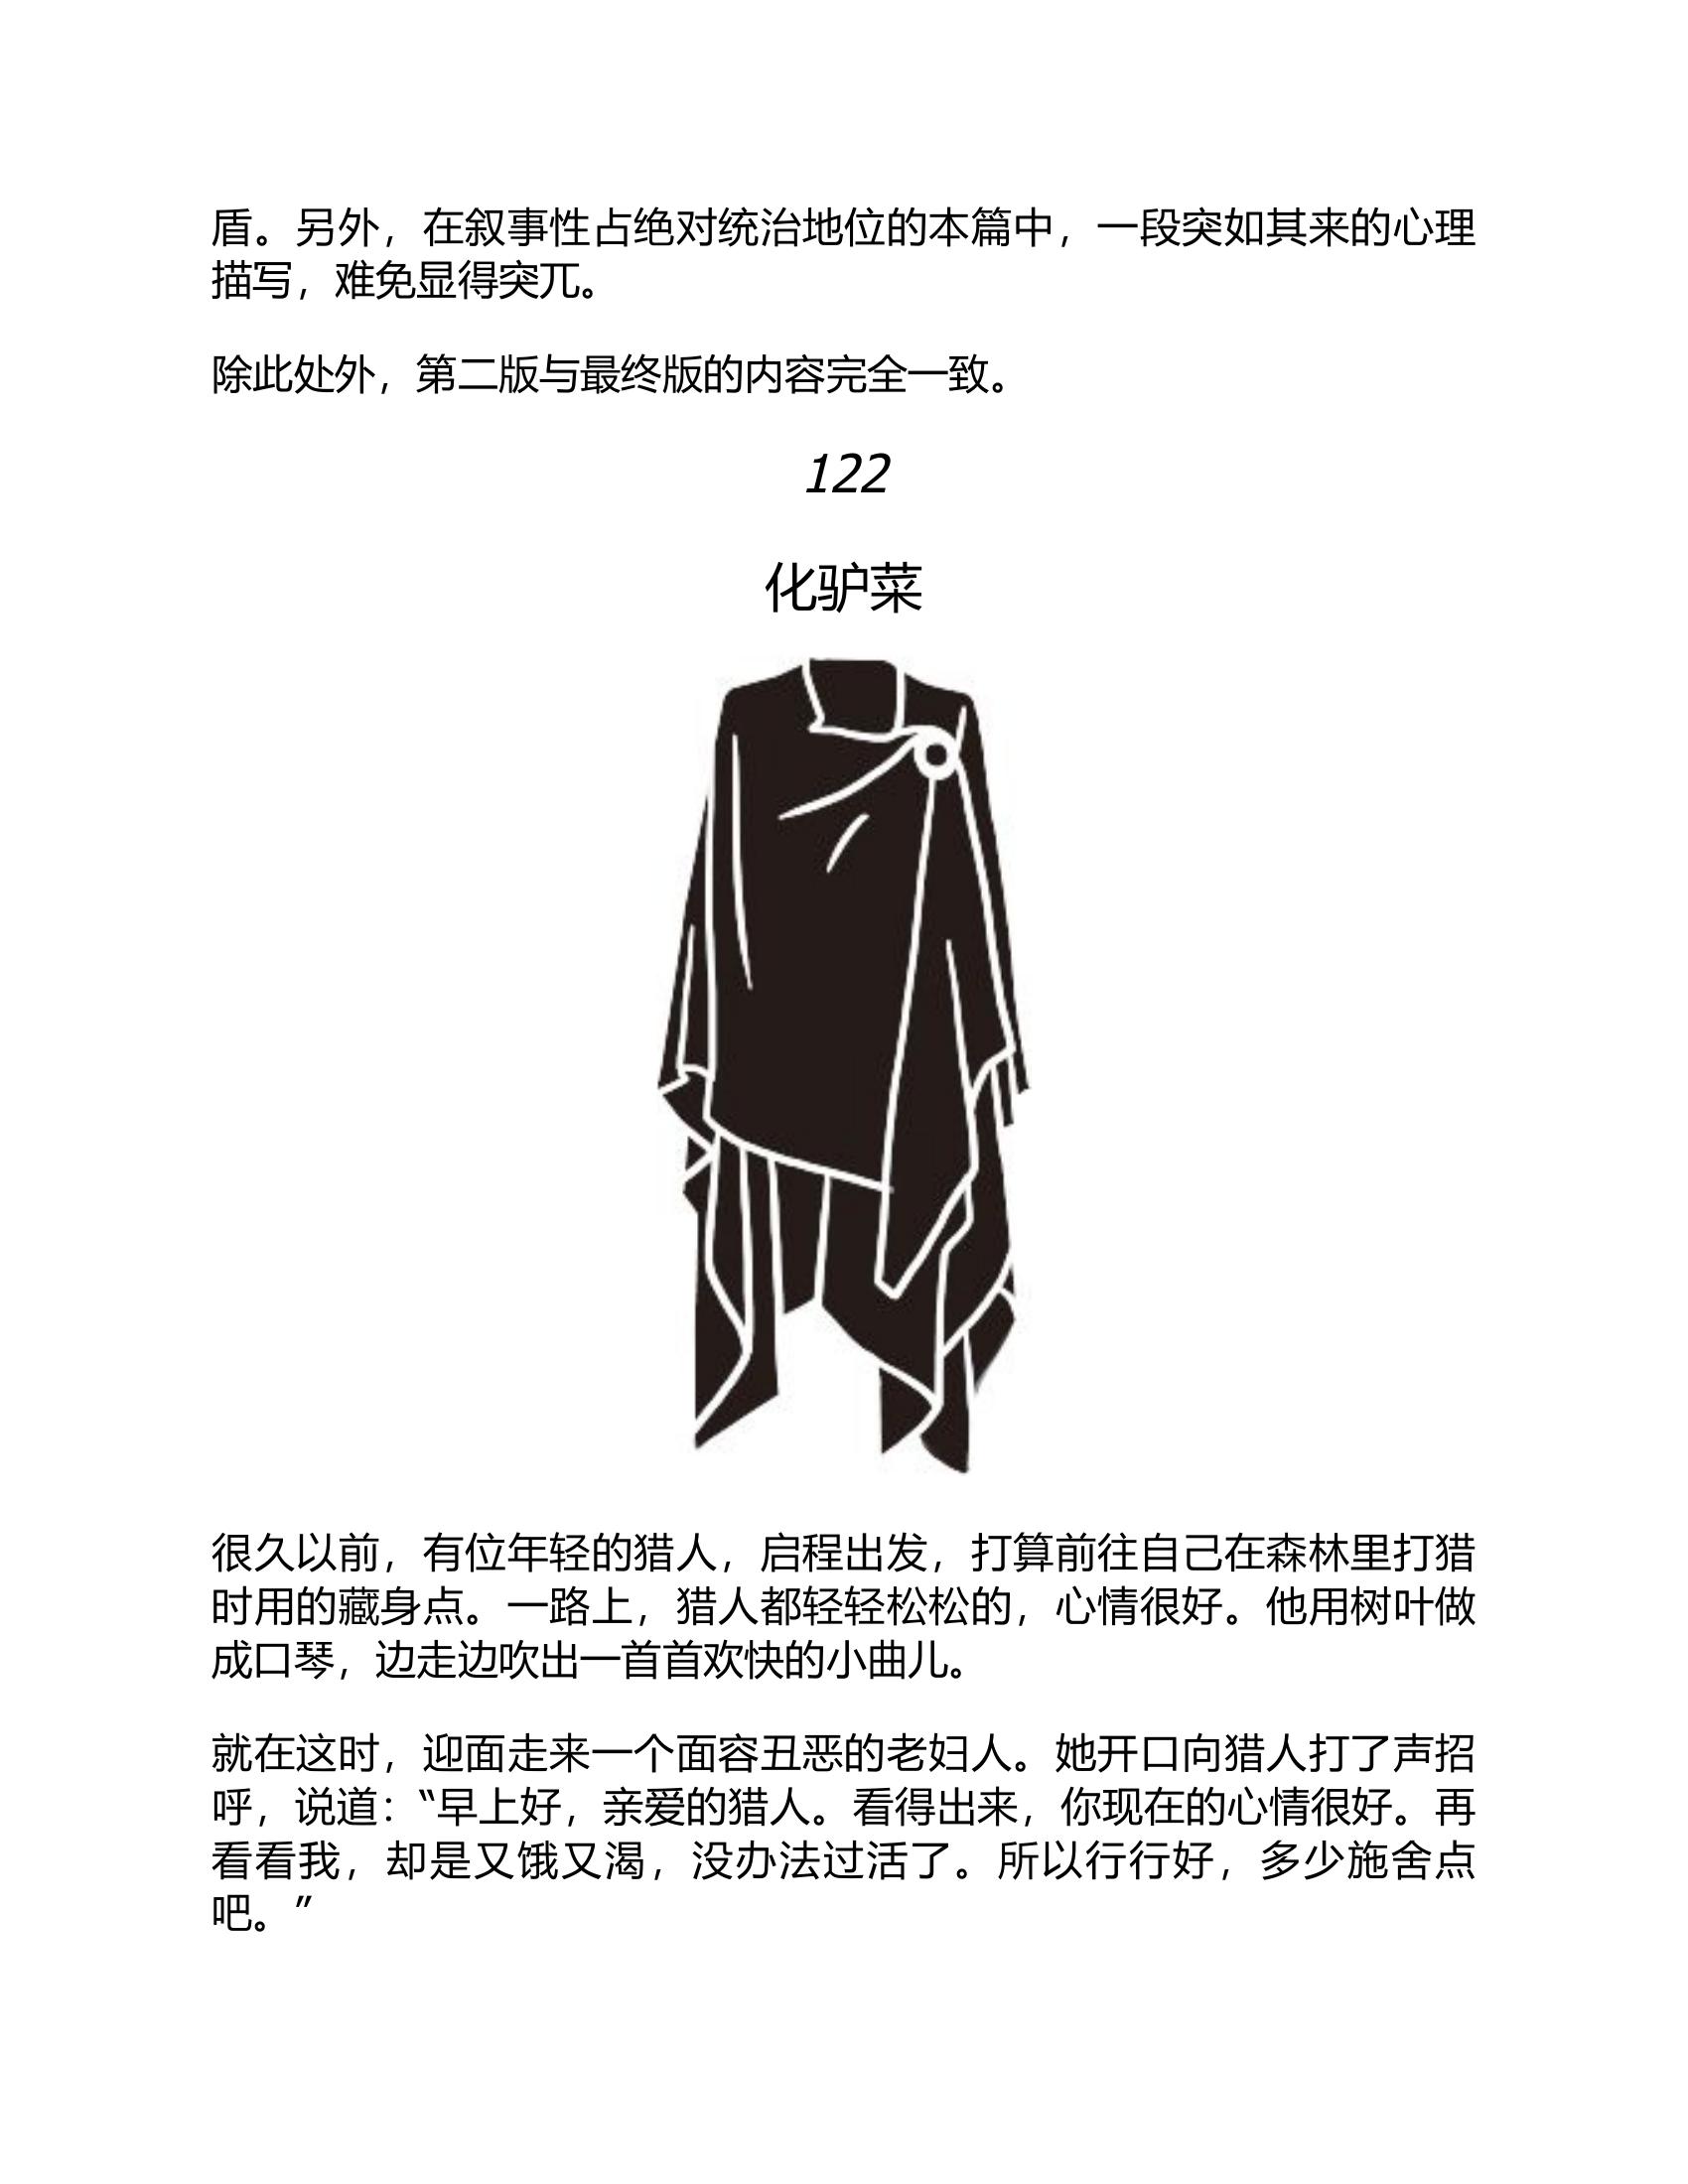 盾。另外，在叙事性占绝对统治地位的本篇中，一段突如其来的心理
描写，难免显得突兀。
除此处外，第二版与最终版的内容完全一致。
122
化驴菜
很久以前，有位年轻的猎人，启程出发，打算前往自己在森林里打猎
时用的藏身点。一路上，猎人都轻轻松松的，心情很好。他用树叶做
成口琴，边走边吹出一首首欢快的小曲儿。
就在这时，迎面走来一个面容丑恶的老妇人。她开口向猎人打了声招
呼，说道：“早上好，亲爱的猎人。看得出来，你现在的心情很好。再
看看我，却是又饿又渴，没办法过活了。所以行行好，多少施舍点
吧。”